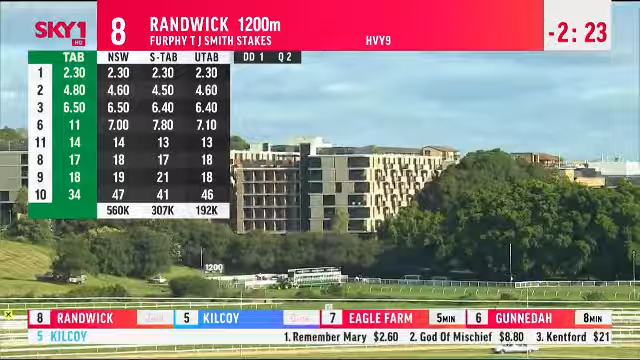 SKY1
HD
8
RANDWICK 1200m
FURPHY T J SMITH STAKES
HVY9
-2: 23
TAB NSW S-TAB UTAB DD 1 Q 2
1 2.30 2.30 2.30 2.30
2 4.80 4.60 4.50 4.60
3 6.50 6.50 6.40 6.40
6 11 7.00 7.80 7.10
11 14 14 13 13
8 17 18 17 18
9 18 19 21 18
10 34 47 41 46
560K 307K 192K
1200
8 RANDWICK 5 KILCOY 7 EAGLE FARM 5MIN 6 GUNNEDAH 8MIN
5 KILCOY 1. Remember Mary $2.60 2. God Of Mischief $8.80 3. Kentford $21